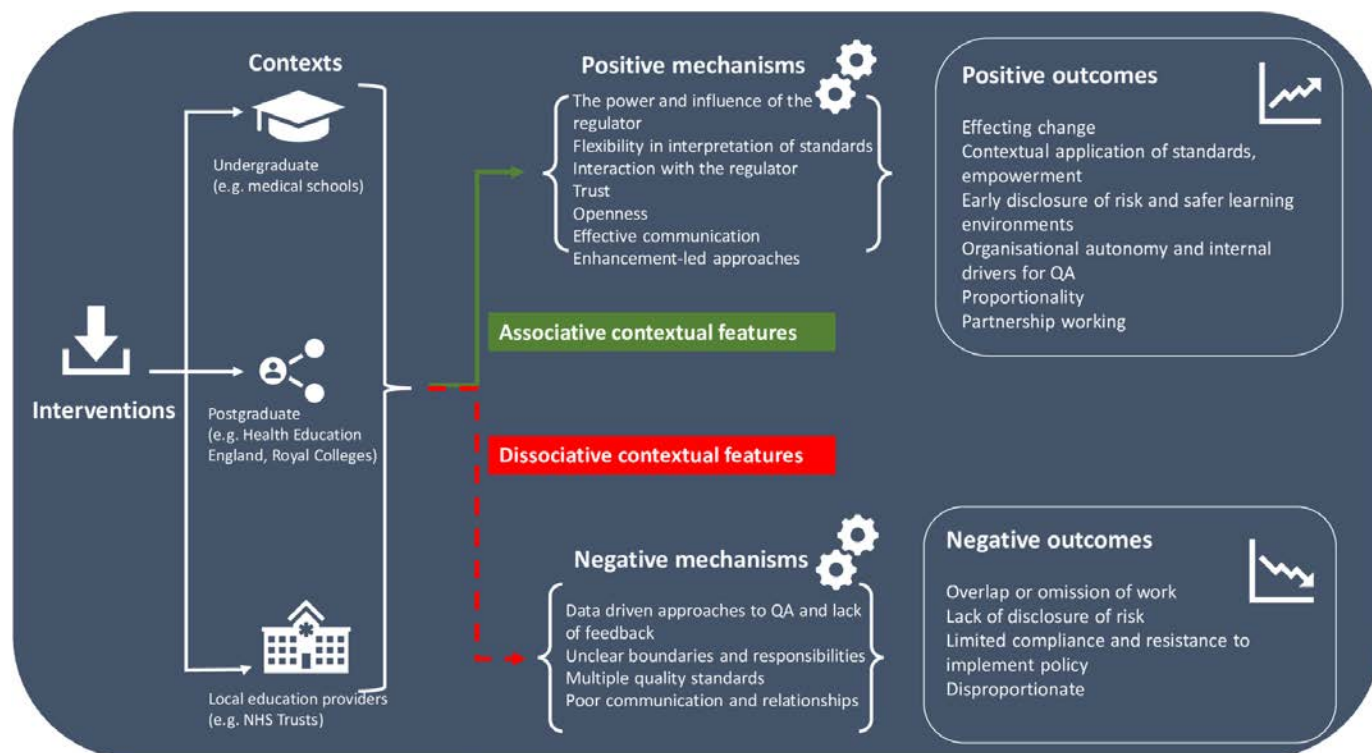 Contexts
Undergraduate
(e.g. medical schools)
Interventions
Postgraduate
(e.g. Health Education
England, Royal Colleges)
Local education providers
(e.g. NHS Trusts)
Positive mechanisms
The power and influence of the
regulator
Flexibility in interpretation of standards
Interaction with the regulator
Trust
Openness
Effective communication
Enhancement-led approaches
Positive outcomes
Effecting change
Contextual application of standards,
empowerment
Early disclosure of risk and safer learning
environments
Organisational autonomy and internal
drivers for QA
Proportionality
Partnership working
Associative contextual features
Dissociative contextual features
Negative mechanisms
Data driven approaches to QA and lack
of feedback
Unclear boundaries and responsibilities
Multiple quality standards
Poor communication and relationships
Negative outcomes
Overlap or omission of work
Lack of disclosure of risk
Limited compliance and resistance to
implement policy
Disproportionate